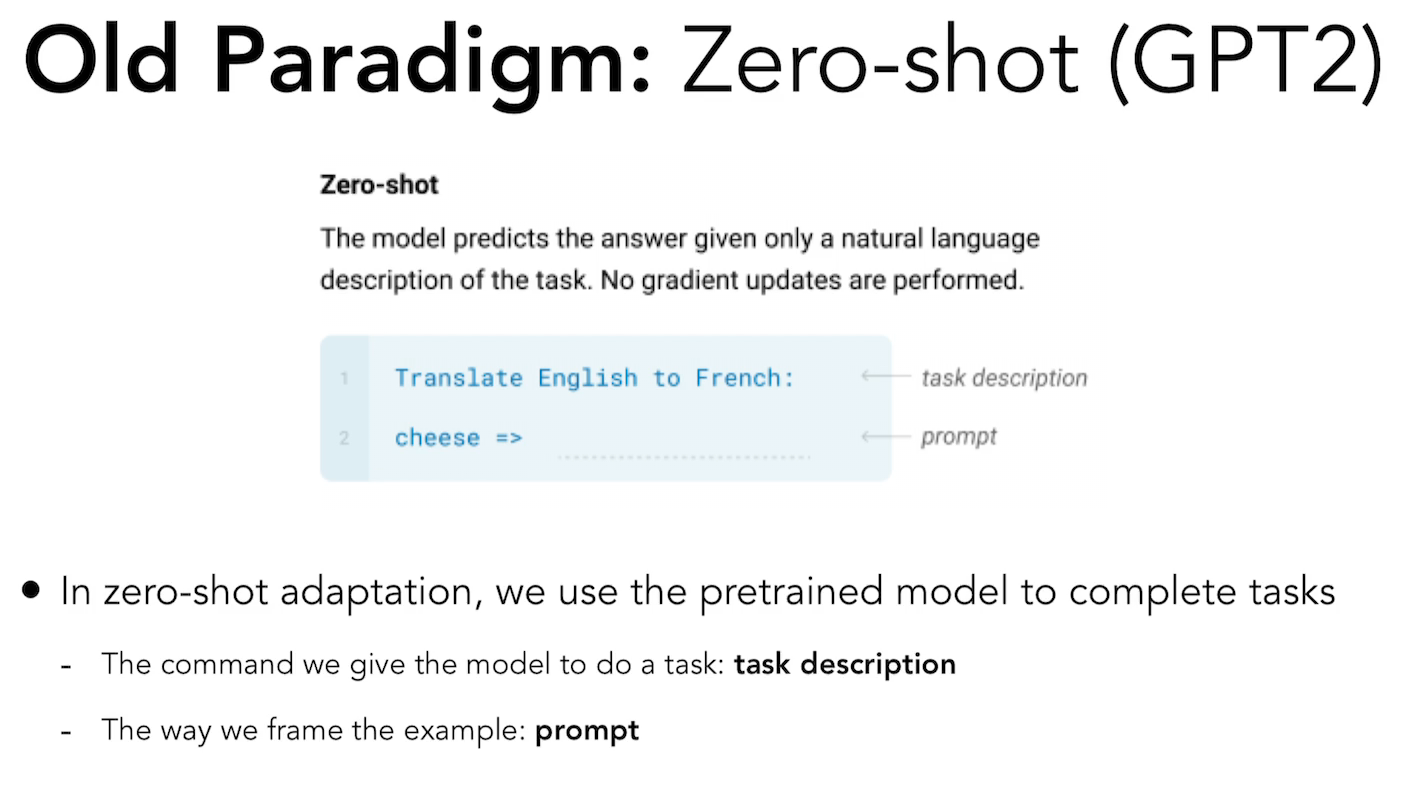 Old Paradigm: Zero-shot (GPT2)
Zero-shot
The model predicts the answer given only a natural language
description of the task. No gradient updates are performed.
1 Translate English to French: ← task description
2 cheese => ← prompt
• In zero-shot adaptation, we use the pretrained model to complete tasks
- The command we give the model to do a task: task description
- The way we frame the example: prompt